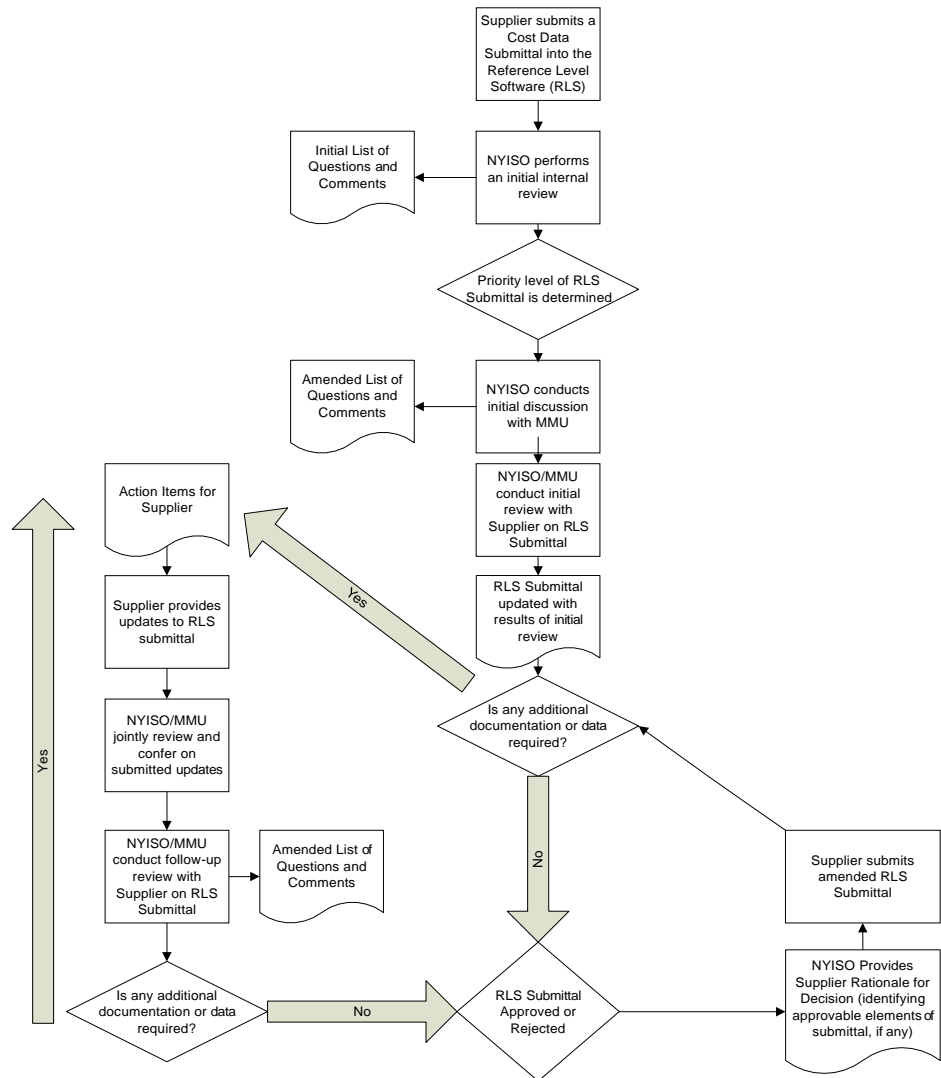 Supplier submits a
Cost Data
Submittal into the
Reference Level
Software (RLS)
Initial List of
Questions and
Comments
NYISO performs
an initial internal
review
Priority level of RLS
Submittal is determined
Amended List of
Questions and
Comments
NYISO conducts
initial discussion
with MMU
NYISO/MMU
conduct initial
review with
Supplier on RLS
Submittal
RLS Submittal
updated with
results of initial
review
Is any additional
documentation or data
required?
Yes
Action Items for
Supplier
Supplier provides
updates to RLS
submittal
NYISO/MMU
jointly review and
confer on
submitted updates
NYISO/MMU
conduct follow-up
review with
Supplier on RLS
Submittal
Amended List of
Questions and
Comments
Is any additional
documentation or data
required?
Yes
No
No
RLS Submittal
Approved or
Rejected
NYISO Provides
Supplier Rationale for
Decision (identifying
approvable elements of
submittal, if any)
Supplier submits
amended RLS
Submittal